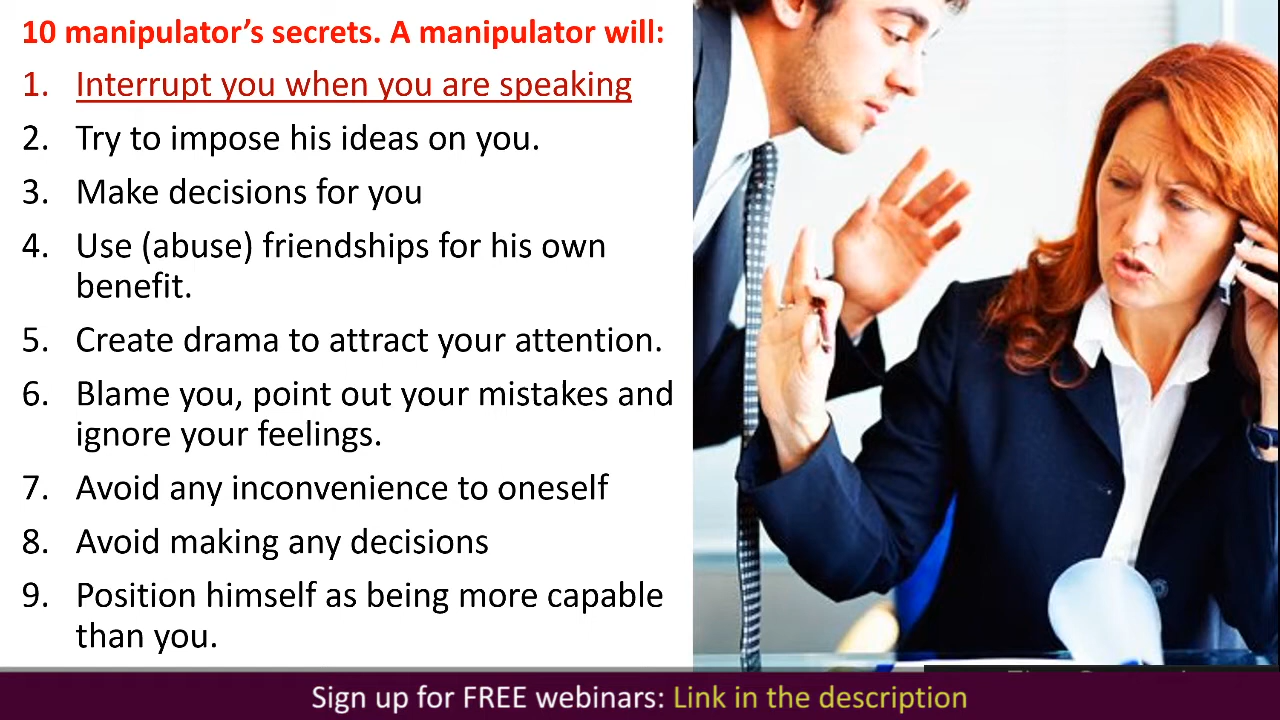 10 manipulator’s secrets. A manipulator will:
1. Interrupt you when you are speaking
2. Try to impose his ideas on you.
3. Make decisions for you
4. Use (abuse) friendships for his own
benefit.
5. Create drama to attract your attention.
6. Blame you, point out your mistakes and
ignore your feelings.
7. Avoid any inconvenience to oneself
8. Avoid making any decisions
9. Position himself as being more capable
than you.
Sign up for FREE webinars: Link in the description